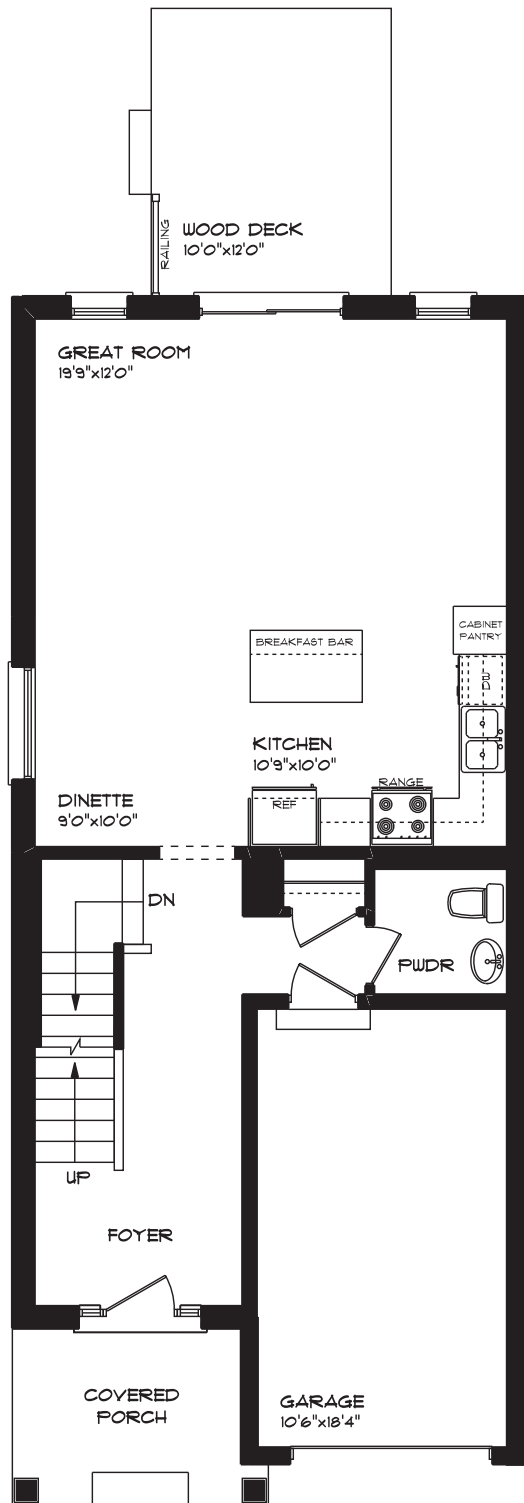 RAILING
WOOD DECK
10'0"x12'0"
GREAT ROOM
19'9"x12'0"
CABINET
PANTRY
BREAKFAST BAR
DW
KITCHEN
10'9"x10'0"
RANGE
REF
DINETTE
9'0"x10'0"
DN
PWDR
UP
FOYER
COVERED
PORCH
GARAGE
10'6"x18'4"